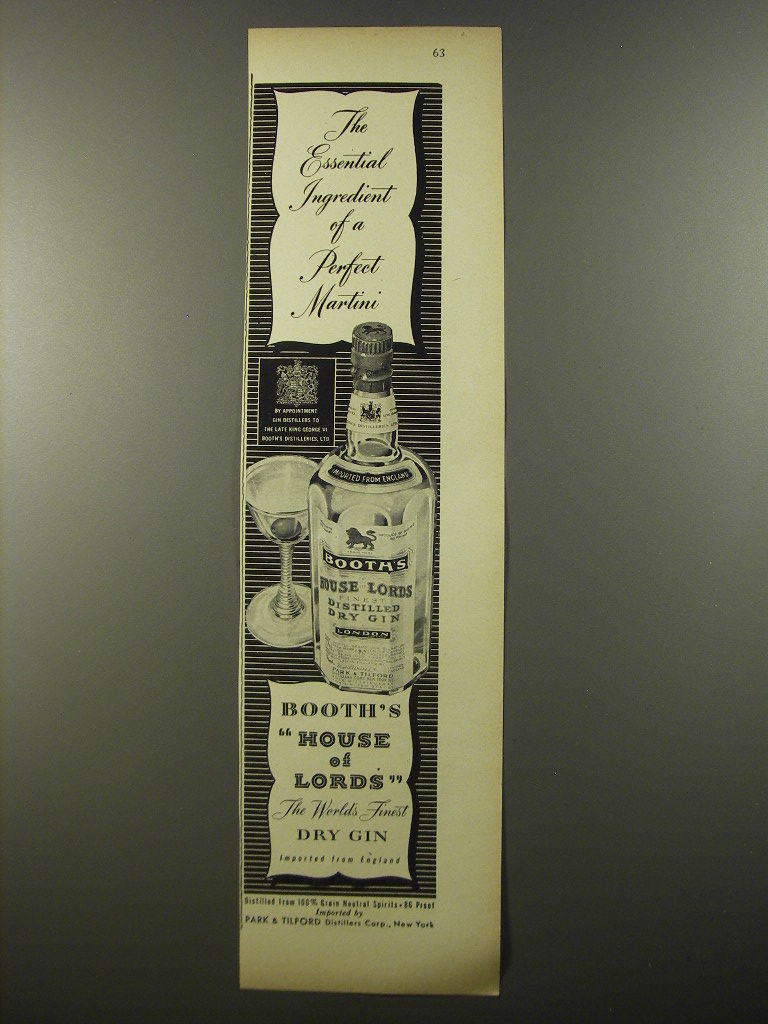 63
The
Essential
Ingredient
of a
Perfect
Martini
BY APPOINTMENT
GIN DISTILLERS TO
THE LATE KING GEORGE VI
BOOTH'S DISTILLERIES, LTD
IMPORTED FROM ENGLAND
BOOTH'S
HOUSE LORDS
FINEST
DISTILLED
DRY GIN
LONDON
PARK & TILFORD
BOOTH'S
"HOUSE
of
LORDS"
The World's Finest
DRY GIN
Imported from England
Distilled from 100% Grain Neutral Spirits • 86 Proof
Imported by
PARK & TILFORD Distillers Corp., New York